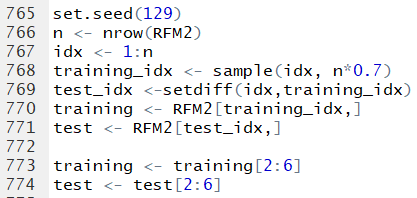 765 set.seed(129)
766 n <- nrow(RFM2)
767 idx <- 1:n
768 training_idx <- sample(idx, n*0.7)
769 test_idx <-setdiff(idx,training_idx)
770 training <- RFM2[training_idx,]
771 test <- RFM2[test_idx,]
772
773 training <- training[2:6]
774 test <- test[2:6]